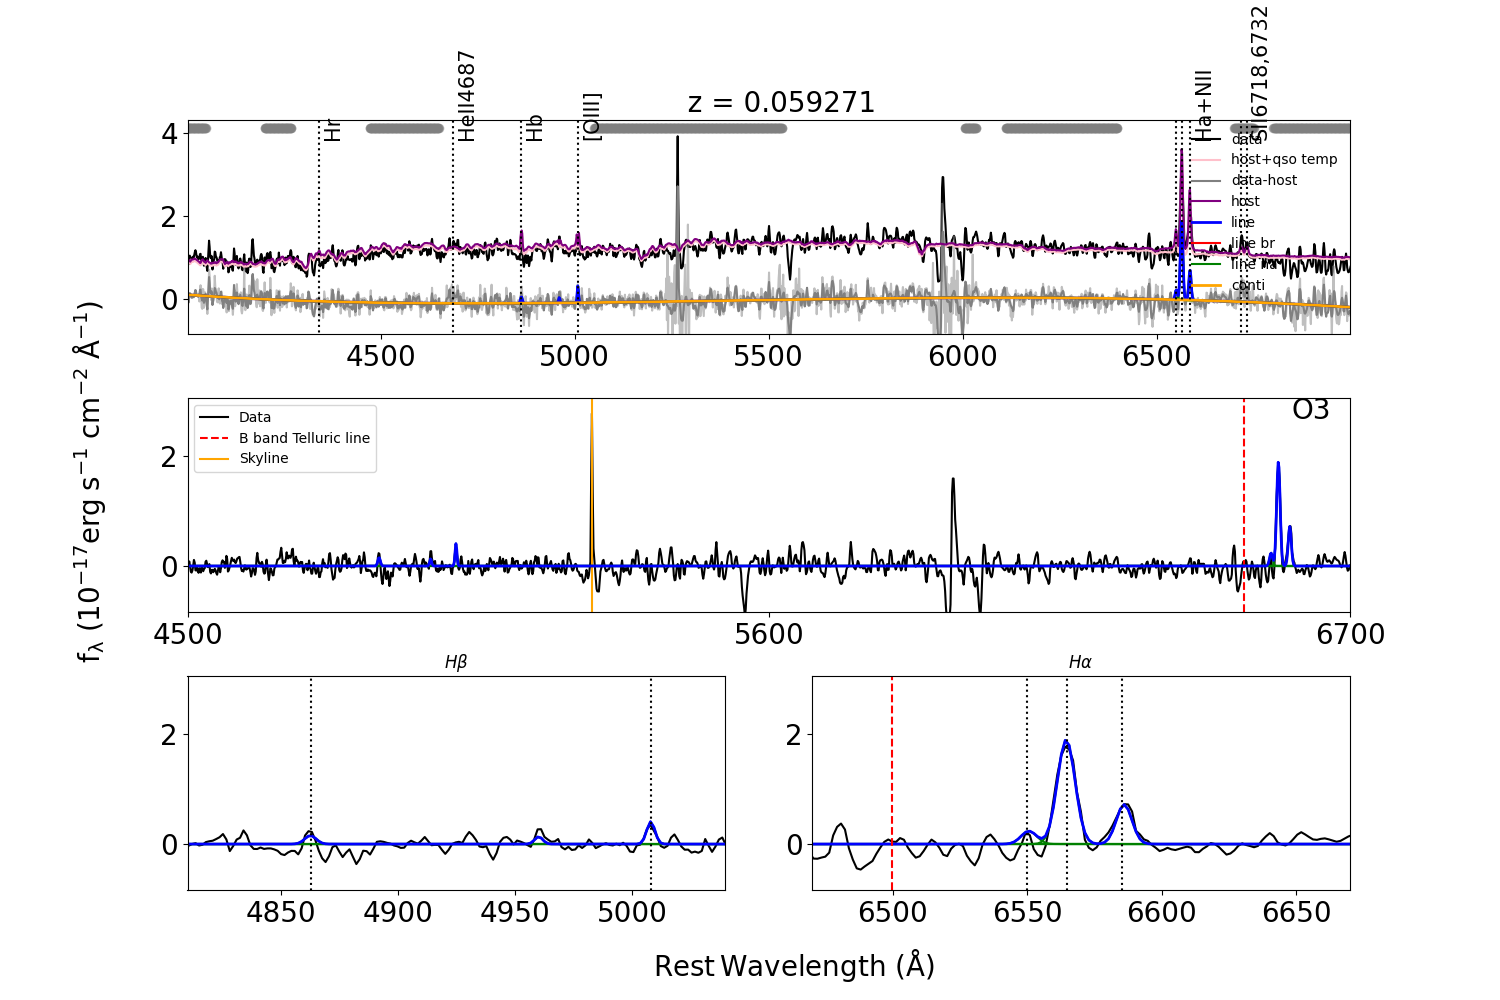 z = 0.059271
Hr
HeII4687
Hb
[OIII]
Ha+NII
SII6718,6732
data
host+qso temp
data-host
host
line
line br
line na
conti
4
2
0
4500 5000 5500 6000 6500
fλ (10⁻¹⁷erg s⁻¹ cm⁻² Å⁻¹)
O3
Data
B band Telluric line
Skyline
2
0
4500 5600 6700
Hβ
2
0
4850 4900 4950 5000
Hα
2
0
6500 6550 6600 6650
Rest Wavelength (Å)